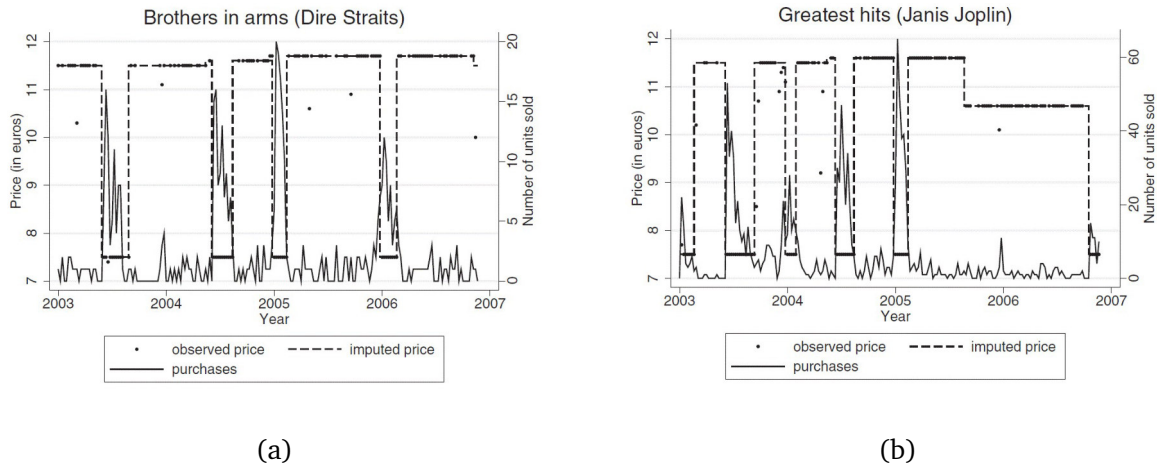 Brothers in arms (Dire Straits)
Price (in euros)
12
11
10
9
8
7
20
15
10
5
0
Number of units sold
2003 2004 2005 2006 2007
Year
observed price imputed price
purchases
(a)
Greatest hits (Janis Joplin)
Price (in euros)
12
11
10
9
8
7
60
40
20
0
Number of units sold
2003 2004 2005 2006 2007
Year
observed price imputed price
purchases
(b)